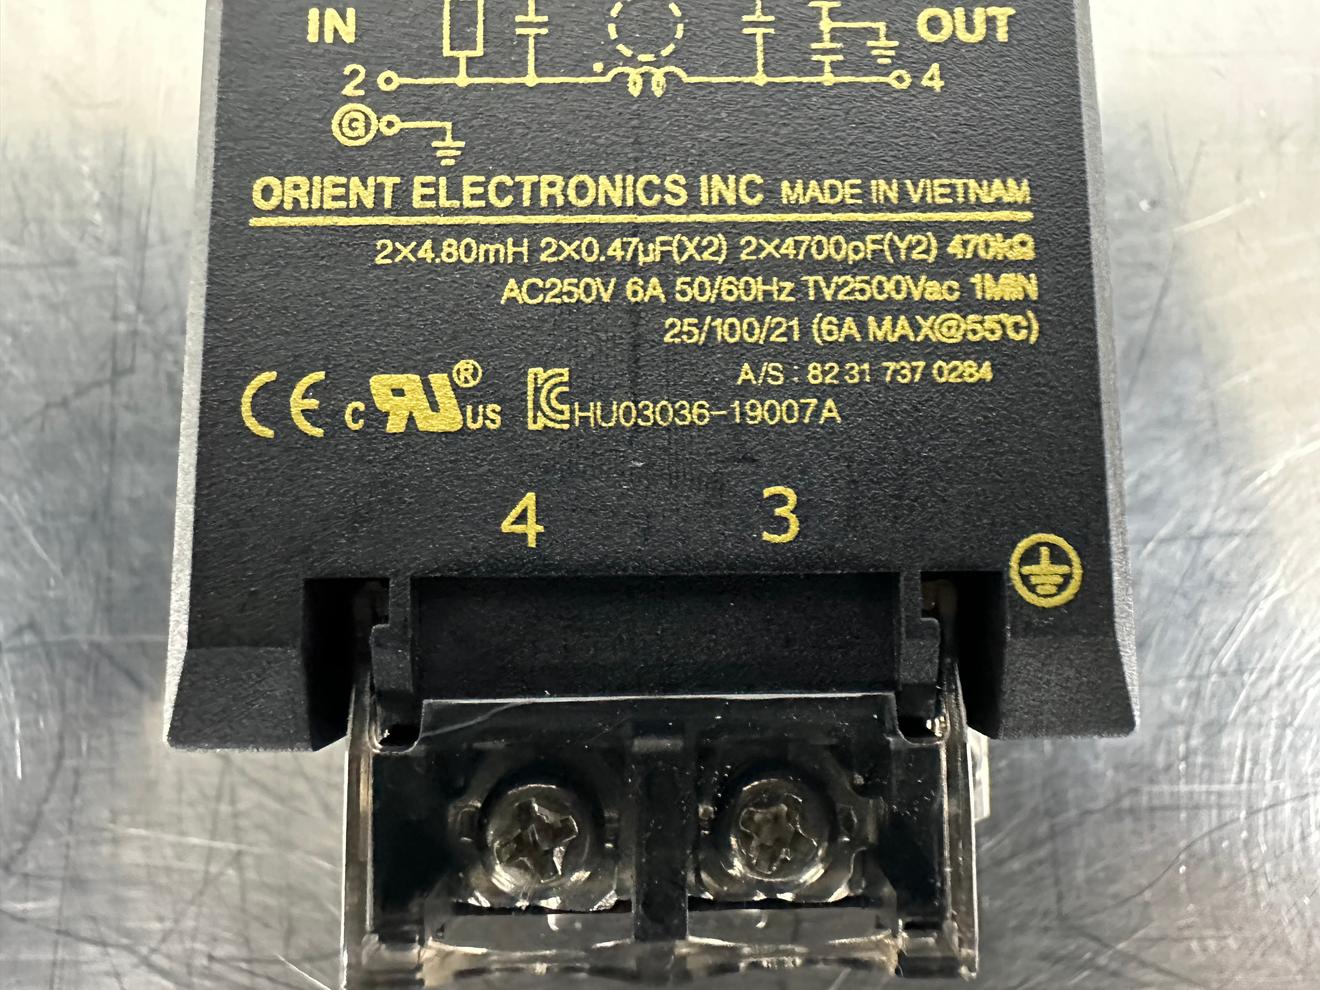 IN OUT
2 4
G
ORIENT ELECTRONICS INC MADE IN VIETNAM
2×4.80mH 2×0.47μF(X2) 2×4700pF(Y2) 470kΩ
AC250V 6A 50/60Hz TV2500Vac 1MIN
25/100/21 (6A MAX@55℃)
A/S : 82 31 737 0284
CE c RU® US KC HU03036-19007A
4 3